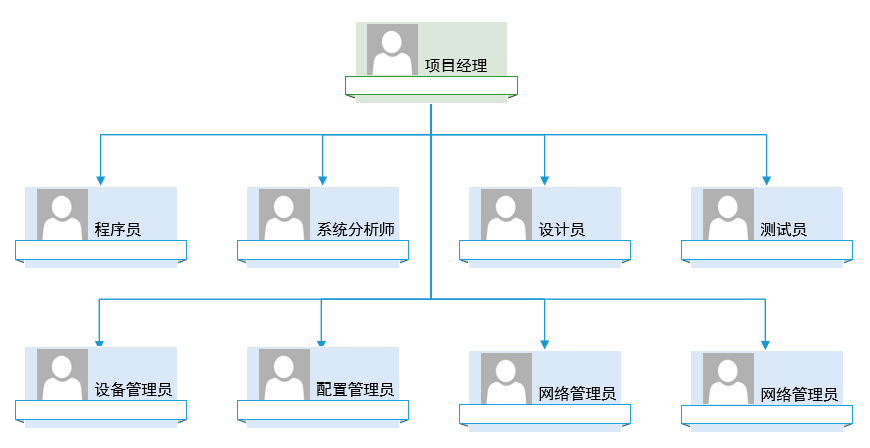 项目经理
程序员
系统分析师
设计员
测试员
设备管理员
配置管理员
网络管理员
网络管理员